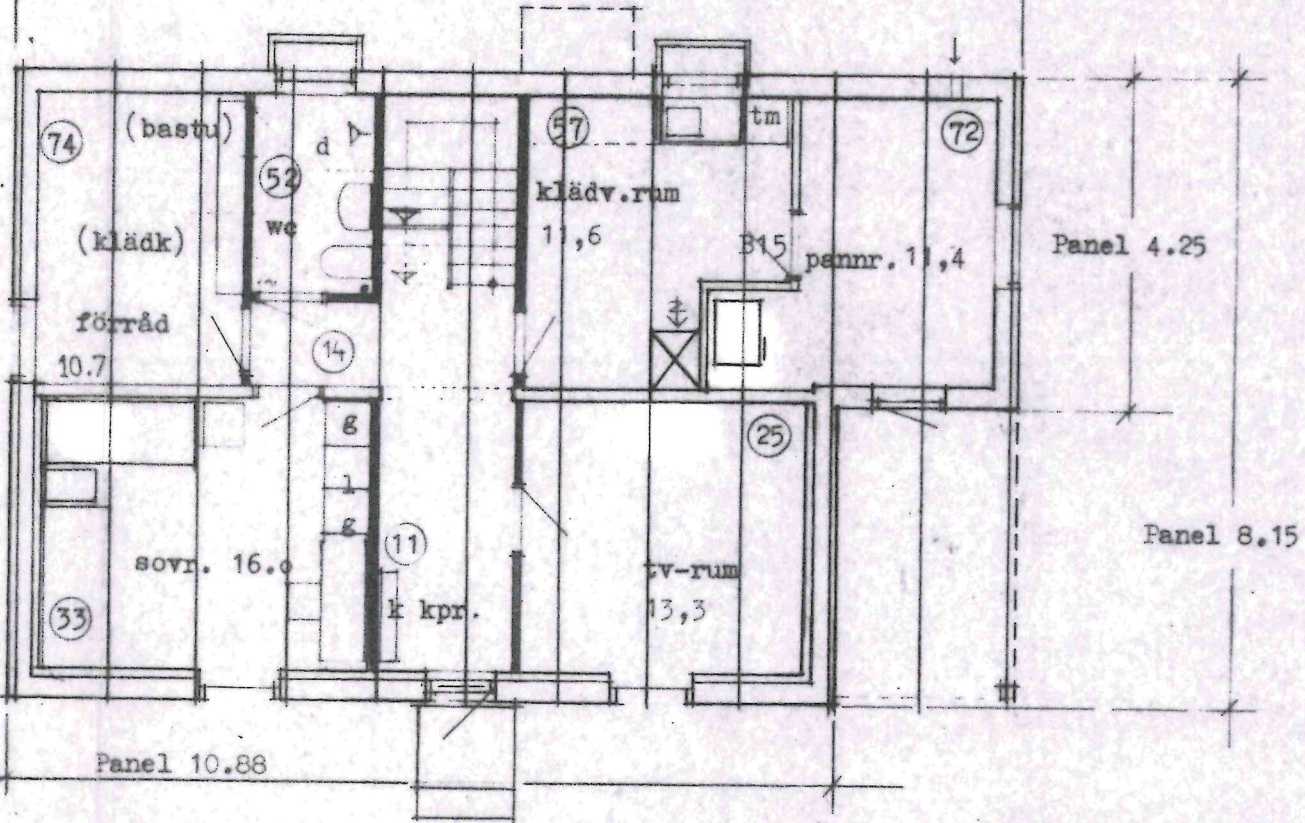 74
(bastu)
d
52
wc
57
tm
72
klädv.rum
11,6
(klädk)
B15
pannr. 11,4
Panel 4.25
förråd
10.7
14
g
l
g
25
11
sovr. 16.0
33
k kpr.
tv-rum
13,3
Panel 8.15
Panel 10.88